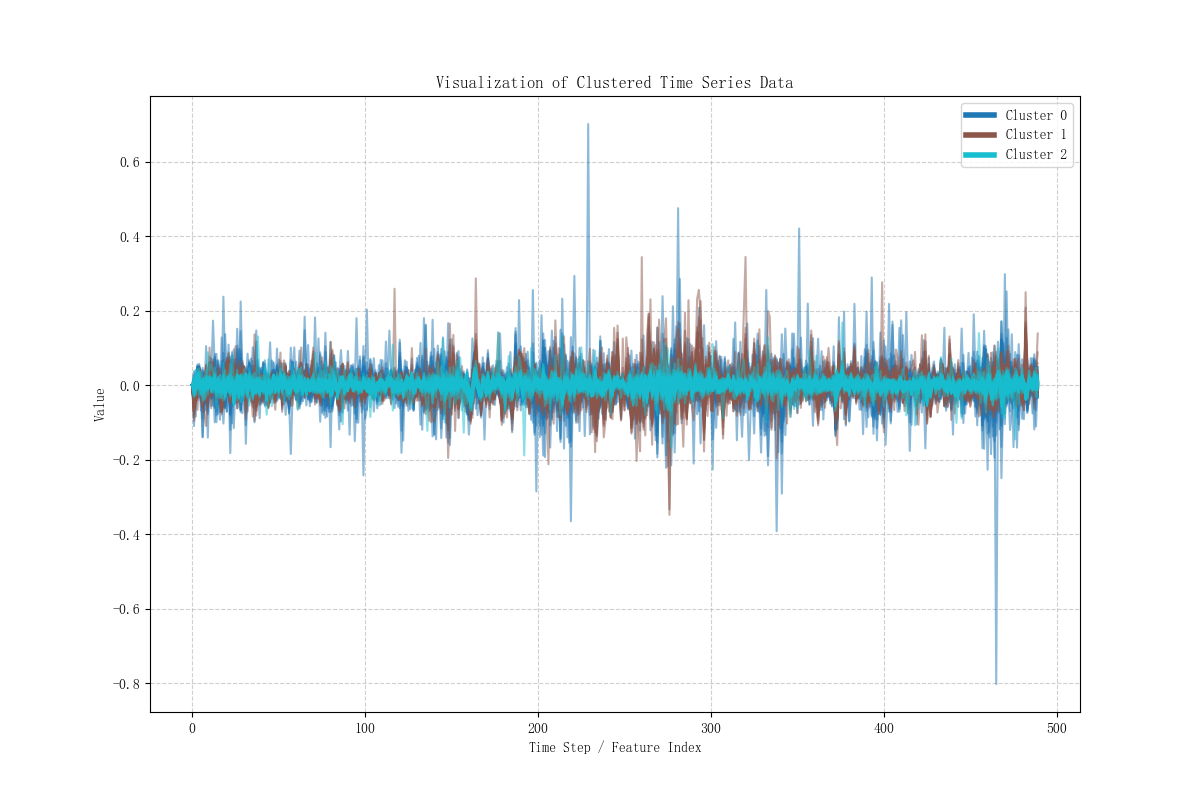 Visualization of Clustered Time Series Data
Cluster 0
Cluster 1
Cluster 2
0.6
0.4
0.2
0.0
-0.2
-0.4
-0.6
-0.8
Value
0 100 200 300 400 500
Time Step / Feature Index